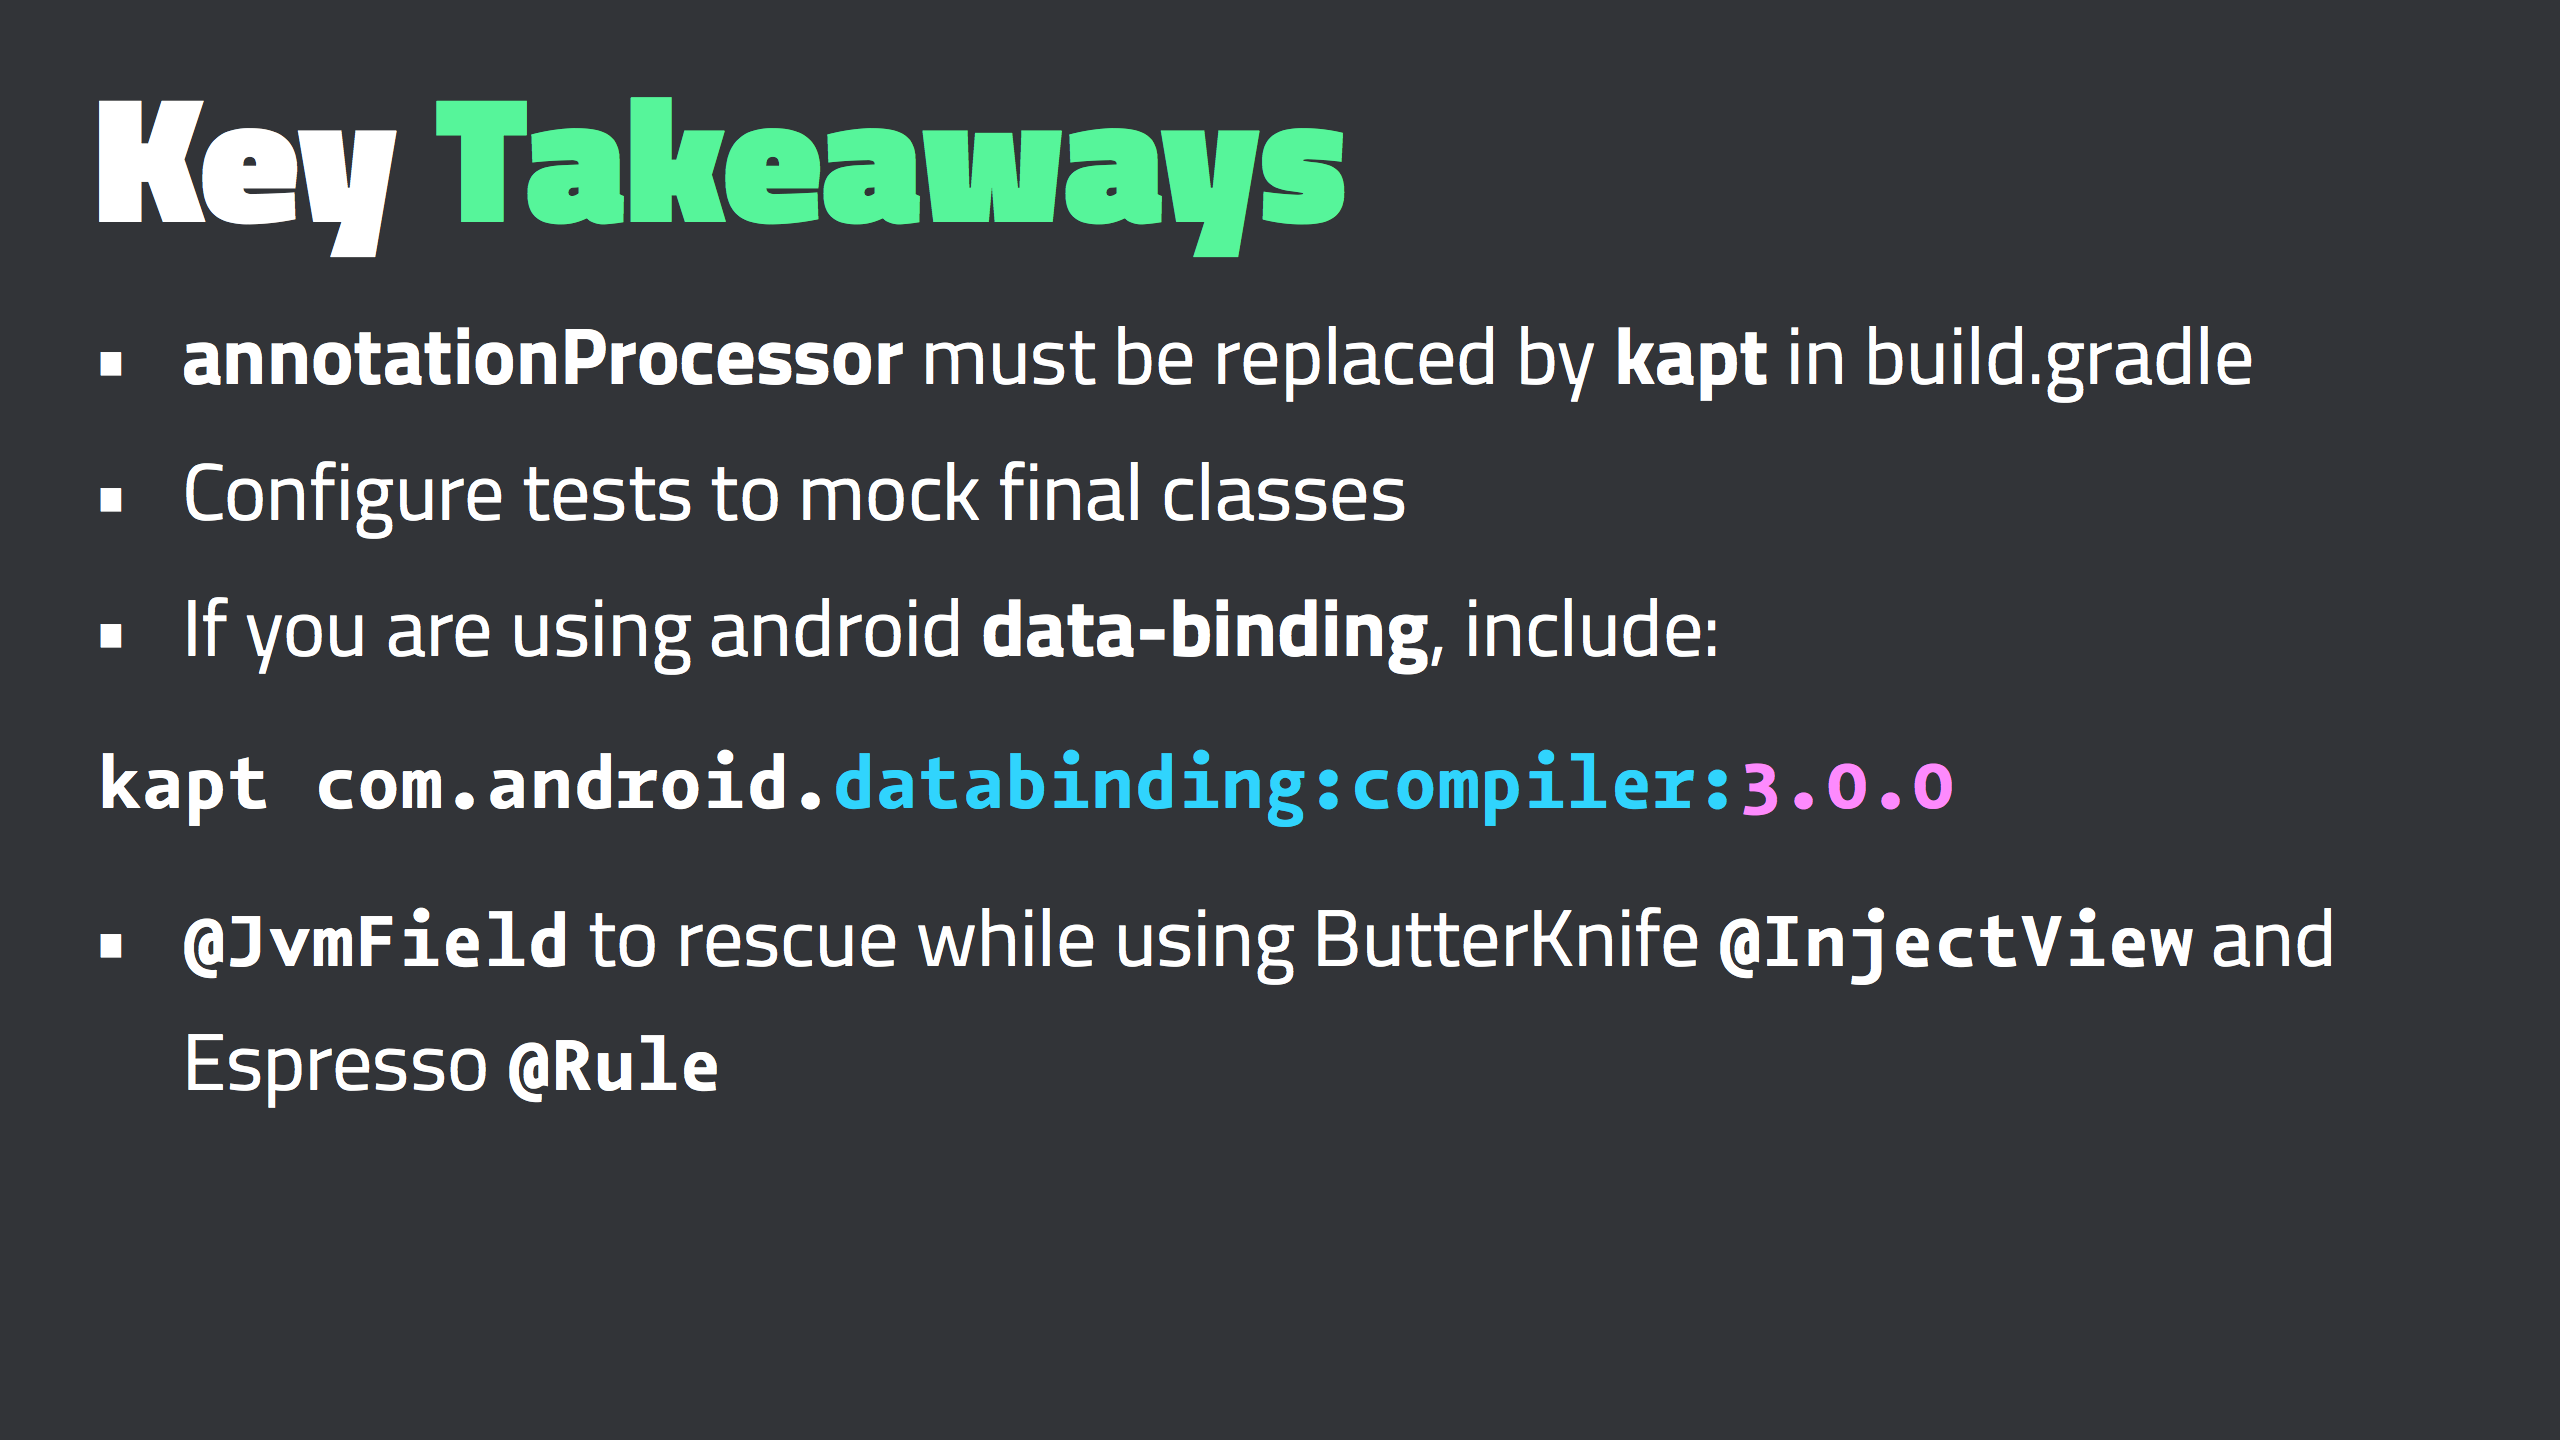 Key Takeaways
▪ annotationProcessor must be replaced by kapt in build.gradle
▪ Configure tests to mock final classes
▪ If you are using android data-binding, include:
kapt com.android.databinding:compiler:3.0.0
▪ @JvmField to rescue while using ButterKnife @InjectView and
Espresso @Rule